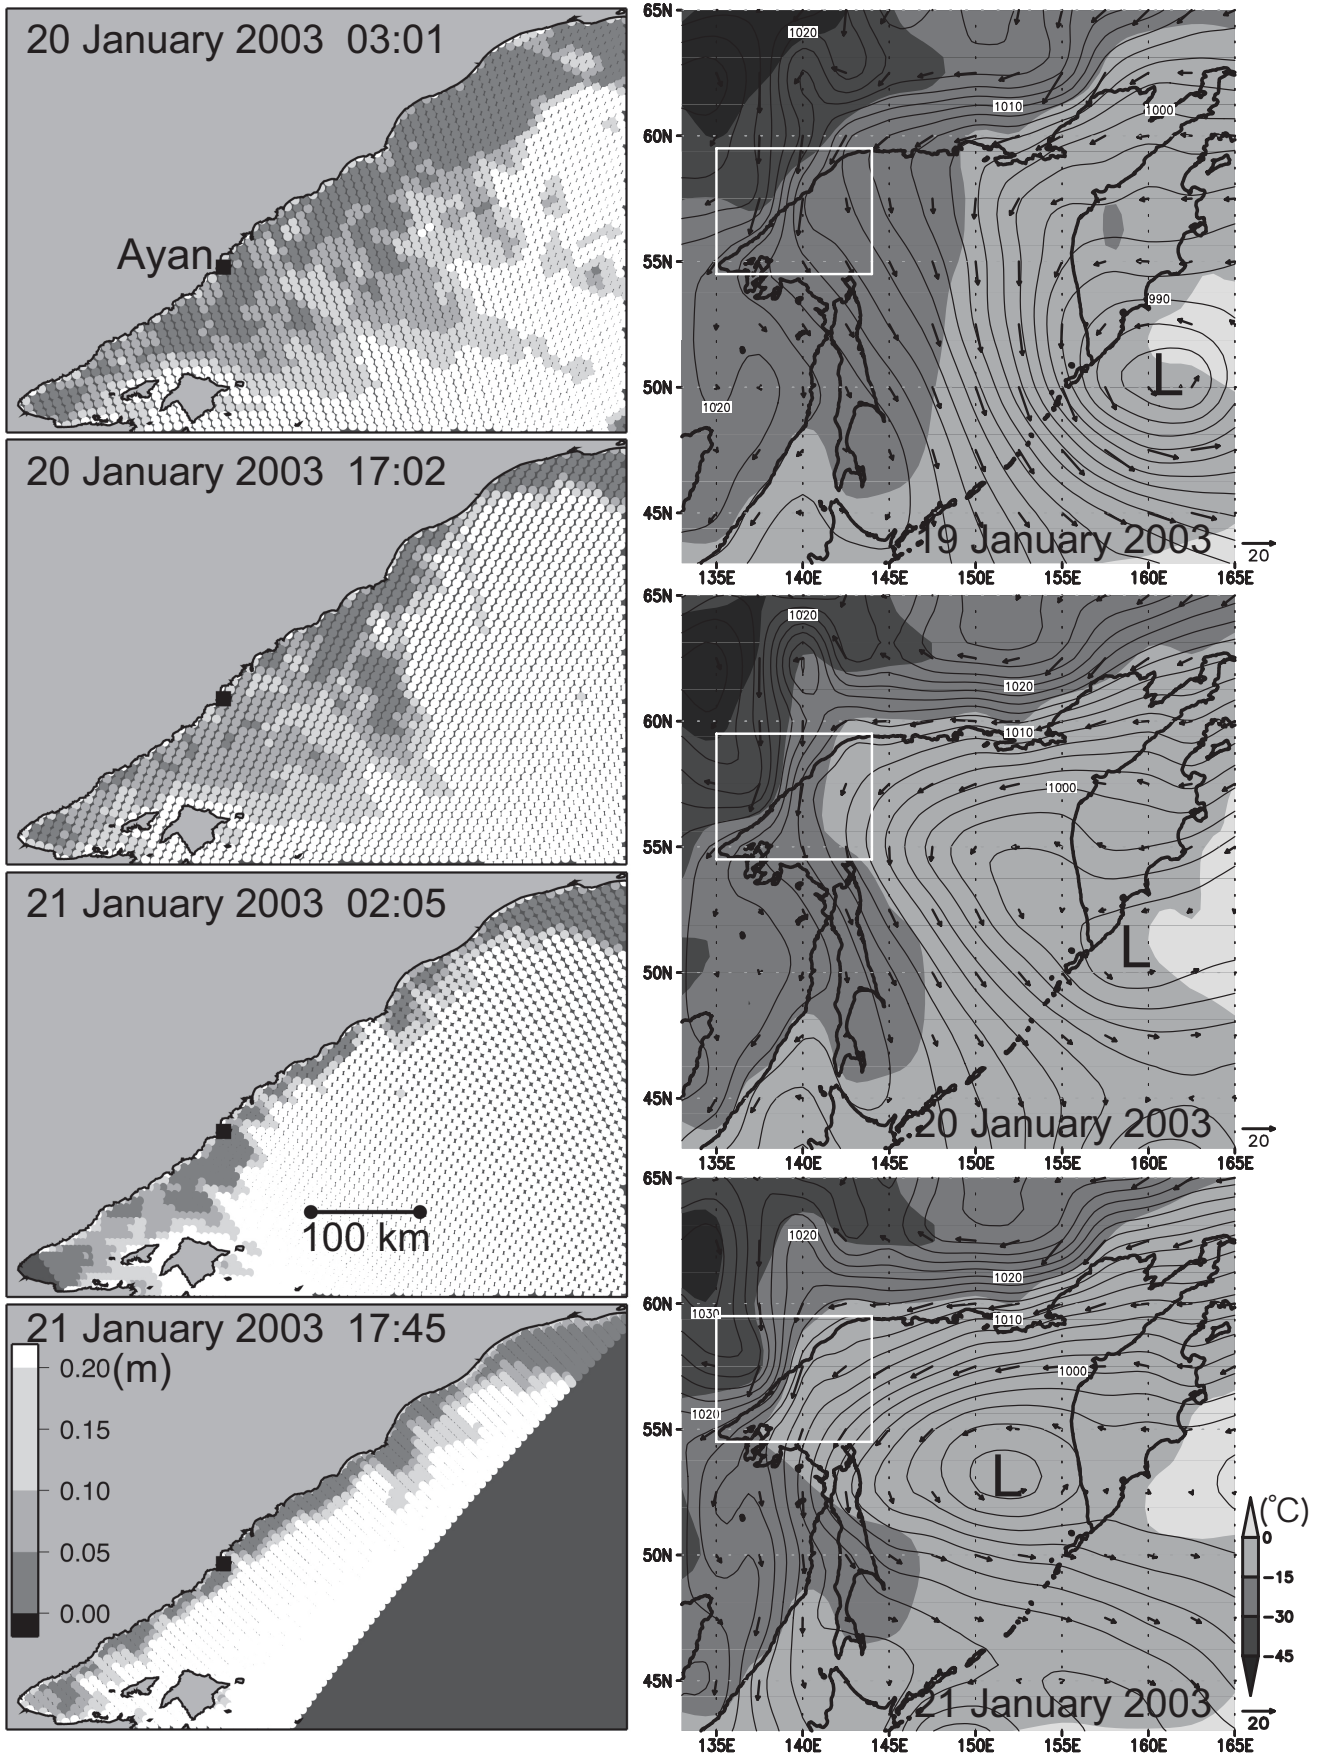 20 January 2003 03:01
Ayan
20 January 2003 17:02
21 January 2003 02:05
100 km
21 January 2003 17:45
0.20 (m)
0.15
0.10
0.05
0.00
65N
60N
55N
50N
45N
1020
1010
1000
990
1020
L
19 January 2003
20
135E 140E 145E 150E 155E 160E 165E
65N
60N
55N
50N
45N
1020
1020
1010
1000
L
20 January 2003
20
135E 140E 145E 150E 155E 160E 165E
65N
60N
55N
50N
45N
1020
1020
1030
1010
1000
1020
L
21 January 2003
(°C)
0
-15
-30
-45
20
135E 140E 145E 150E 155E 160E 165E